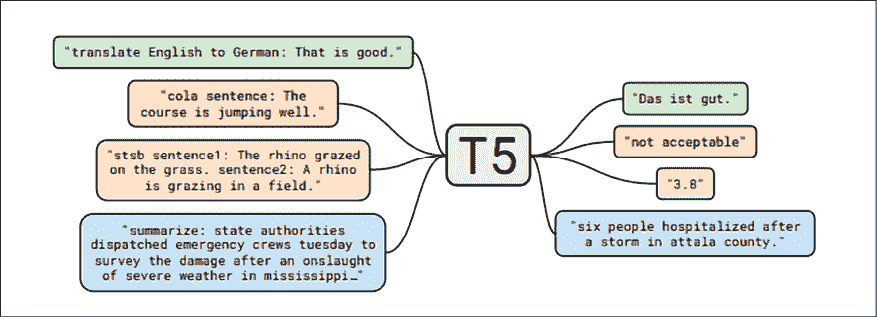 "translate English to German: That is good."
"cola sentence: The
course is jumping well."
"stsb sentence1: The rhino grazed
on the grass. sentence2: A rhino
is grazing in a field."
"summarize: state authorities
dispatched emergency crews tuesday to
survey the damage after an onslaught
of severe weather in mississippi…"
T5
"Das ist gut."
"not acceptable"
"3.8"
"six people hospitalized after
a storm in attala county."